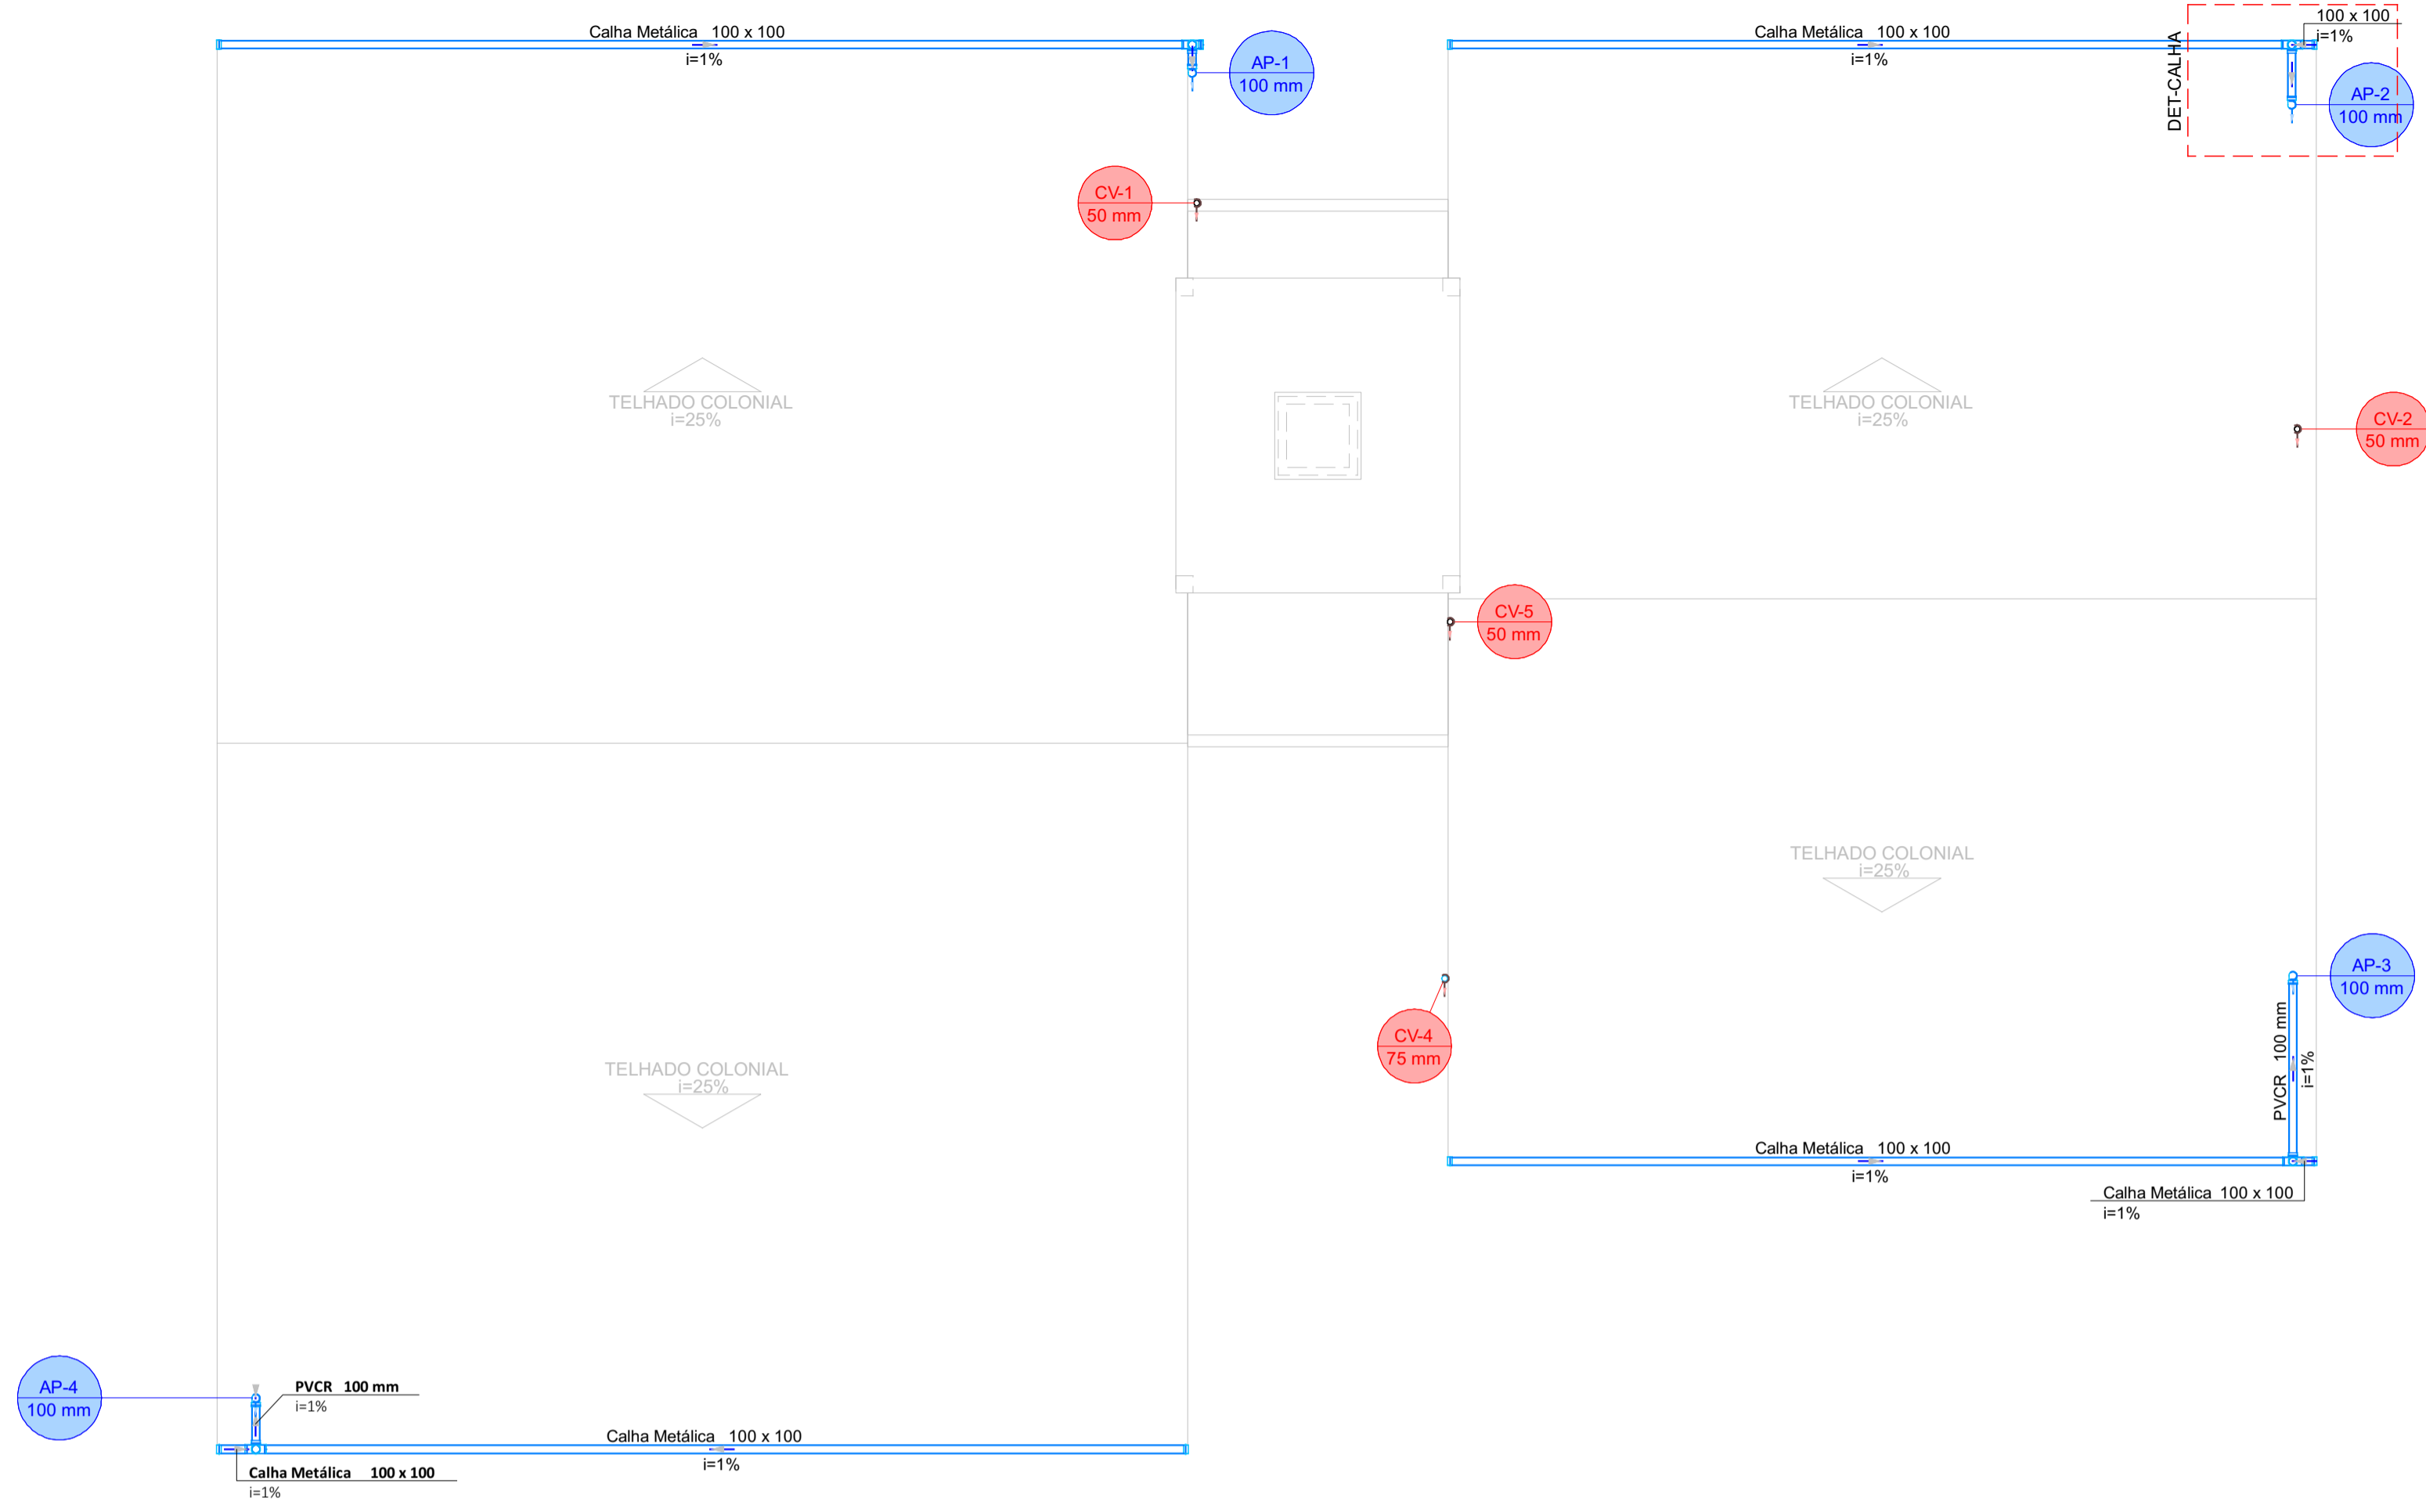 Calha Metálica 100 x 100
i=1%
AP-1
100 mm
Calha Metálica 100 x 100
i=1%
100 x 100
i=1%
DET-CALHA
AP-2
100 mm
CV-1
50 mm
TELHADO COLONIAL
i=25%
TELHADO COLONIAL
i=25%
CV-2
50 mm
CV-5
50 mm
TELHADO COLONIAL
i=25%
AP-3
100 mm
CV-4
75 mm
PVCR 100 mm
i=1%
TELHADO COLONIAL
i=25%
Calha Metálica 100 x 100
i=1%
Calha Metálica 100 x 100
i=1%
AP-4
100 mm
PVCR 100 mm
i=1%
Calha Metálica 100 x 100
i=1%
Calha Metálica 100 x 100
i=1%